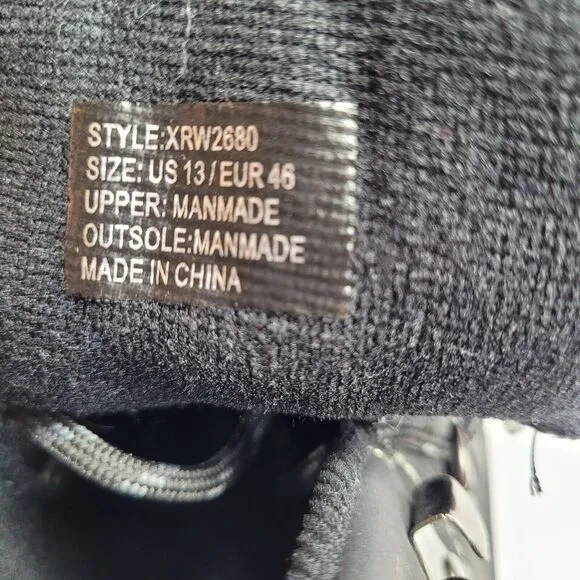 STYLE:XRW2680
SIZE: US 13/EUR 46
UPPER: MANMADE
OUTSOLE:MANMADE
MADE IN CHINA